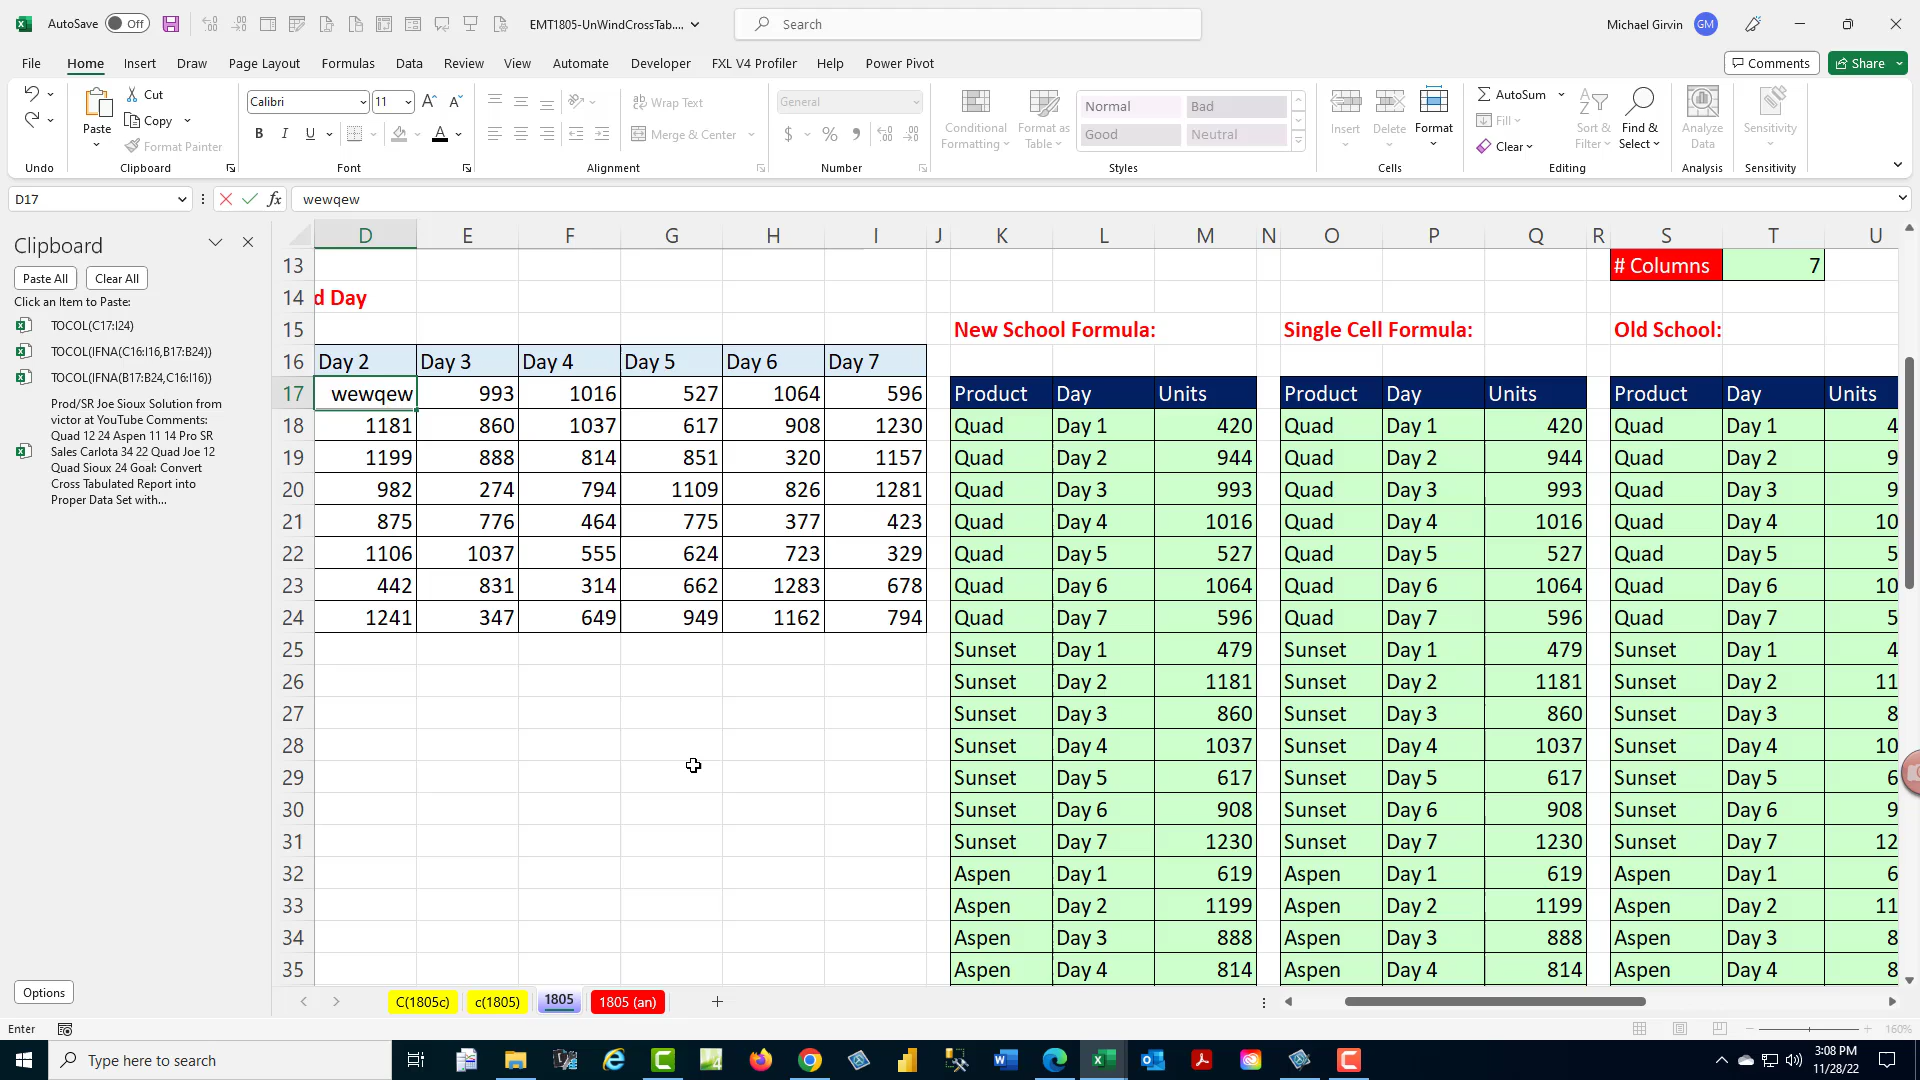 AutoSave Off EMT1805-UnWindCrossTab.... Search Michael Girvin GM
File Home Insert Draw Page Layout Formulas Data Review View Automate Developer FXL V4 Profiler Help Power Pivot Comments Share
Paste Cut Copy Format Painter
Calibri 11 B I U A
Wrap Text Merge & Center
General $ % 9
Conditional Formatting Format as Table Normal Bad Good Neutral
Insert Delete Format
AutoSum Fill Clear Sort & Filter Find & Select
Analyze Data Sensitivity
Undo Clipboard Font Alignment Number Styles Cells Editing Analysis Sensitivity
D17 fx wewqew
Clipboard
Paste All Clear All
Click an Item to Paste:
TOCOL(C17:I24)
TOCOL(IFNA(C16:I16,B17:B24))
TOCOL(IFNA(B17:B24,C16:I16))
Prod/SR Joe Sioux Solution from
victor at YouTube Comments:
Quad 12 24 Aspen 11 14 Pro SR
Sales Carlota 34 22 Quad Joe 12
Quad Sioux 24 Goal: Convert
Cross Tabulated Report into
Proper Data Set with...
Options
D E F G H I J K L M N O P Q R S T U
13 # Columns 7
14 d Day
15 New School Formula: Single Cell Formula: Old School:
16 Day 2 Day 3 Day 4 Day 5 Day 6 Day 7
17 wewqew 993 1016 527 1064 596 Product Day Units Product Day Units Product Day Units
18 1181 860 1037 617 908 1230 Quad Day 1 420 Quad Day 1 420 Quad Day 1 4
19 1199 888 814 851 320 1157 Quad Day 2 944 Quad Day 2 944 Quad Day 2 9
20 982 274 794 1109 826 1281 Quad Day 3 993 Quad Day 3 993 Quad Day 3 9
21 875 776 464 775 377 423 Quad Day 4 1016 Quad Day 4 1016 Quad Day 4 10
22 1106 1037 555 624 723 329 Quad Day 5 527 Quad Day 5 527 Quad Day 5 5
23 442 831 314 662 1283 678 Quad Day 6 1064 Quad Day 6 1064 Quad Day 6 10
24 1241 347 649 949 1162 794 Quad Day 7 596 Quad Day 7 596 Quad Day 7 5
25 Sunset Day 1 479 Sunset Day 1 479 Sunset Day 1 4
26 Sunset Day 2 1181 Sunset Day 2 1181 Sunset Day 2 11
27 Sunset Day 3 860 Sunset Day 3 860 Sunset Day 3 8
28 Sunset Day 4 1037 Sunset Day 4 1037 Sunset Day 4 10
29 Sunset Day 5 617 Sunset Day 5 617 Sunset Day 5 6
30 Sunset Day 6 908 Sunset Day 6 908 Sunset Day 6 9
31 Sunset Day 7 1230 Sunset Day 7 1230 Sunset Day 7 12
32 Aspen Day 1 619 Aspen Day 1 619 Aspen Day 1 6
33 Aspen Day 2 1199 Aspen Day 2 1199 Aspen Day 2 11
34 Aspen Day 3 888 Aspen Day 3 888 Aspen Day 3 8
35 Aspen Day 4 814 Aspen Day 4 814 Aspen Day 4 8
C(1805c) c(1805) 1805 1805 (an)
Enter 160%
Type here to search 3:08 PM
11/28/22